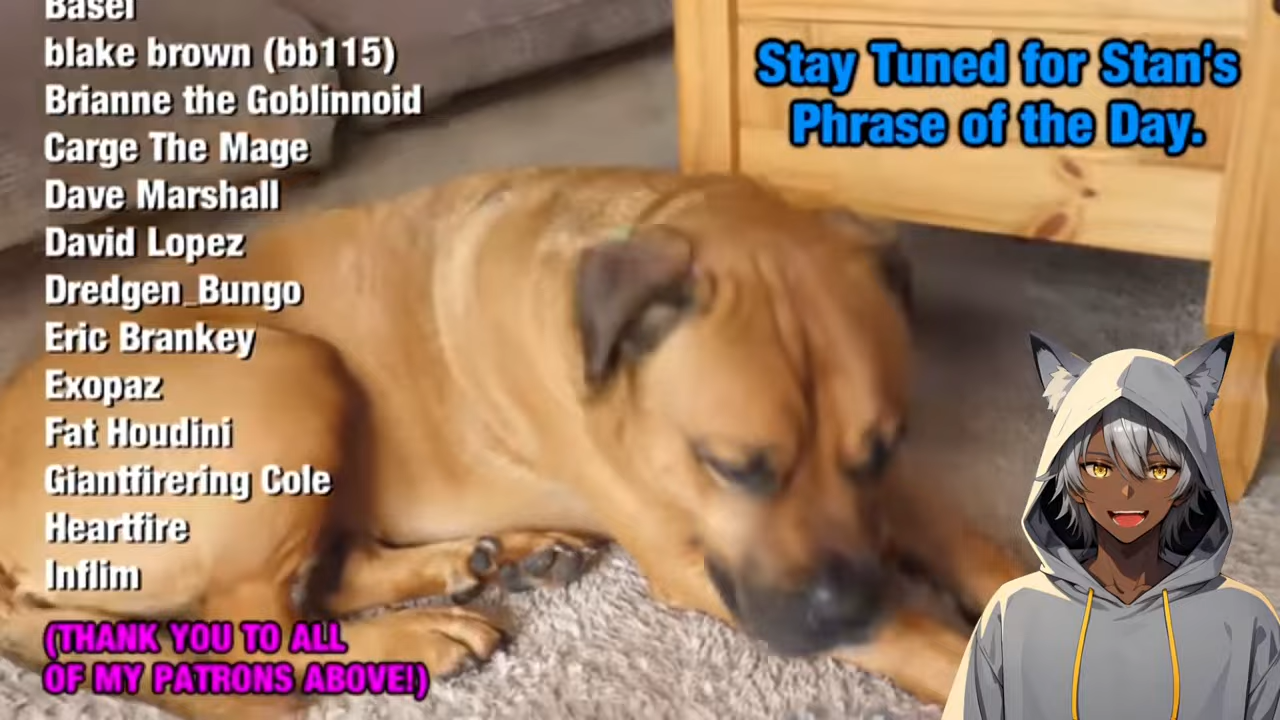 Basel
blake brown (bb115)
Brianne the Goblinnoid
Carge The Mage
Dave Marshall
David Lopez
Dredgen_Bungo
Eric Brankey
Exopaz
Fat Houdini
Giantfirering Cole
Heartfire
Inflim
(THANK YOU TO ALL
OF MY PATRONS ABOVE!)
Stay Tuned for Stan's
Phrase of the Day.